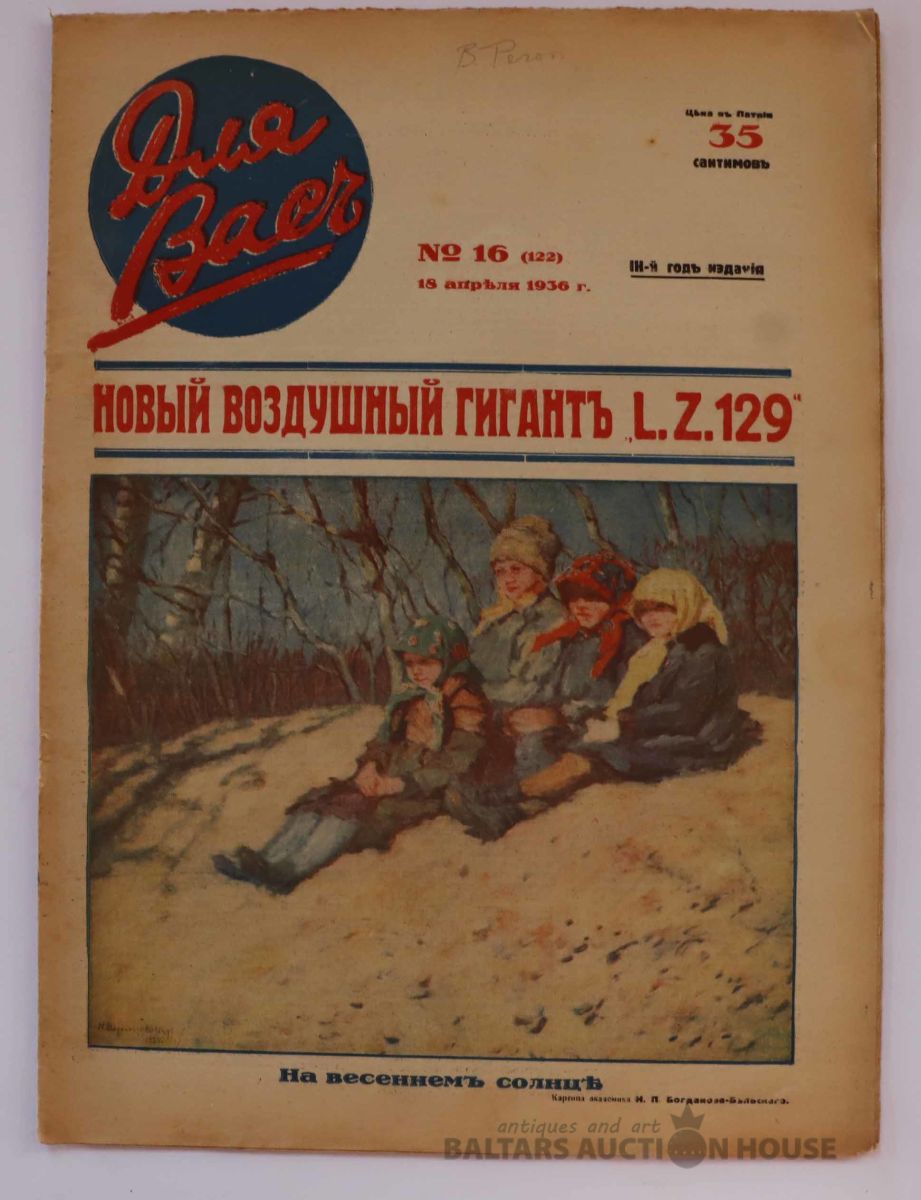 Для
Васъ
Цѣна въ Латвіи
35
сантимовъ
№ 16 (122)
18 апрѣля 1936 г.
III-й годъ изданія
НОВЫЙ ВОЗДУШНЫЙ ГИГАНТЪ „L.Z.129“
На весеннемъ солнцѣ
Картина академика Н. П. Богданова-Бѣльскаго.
antiques and art
BALTARS AUCTION HOUSE